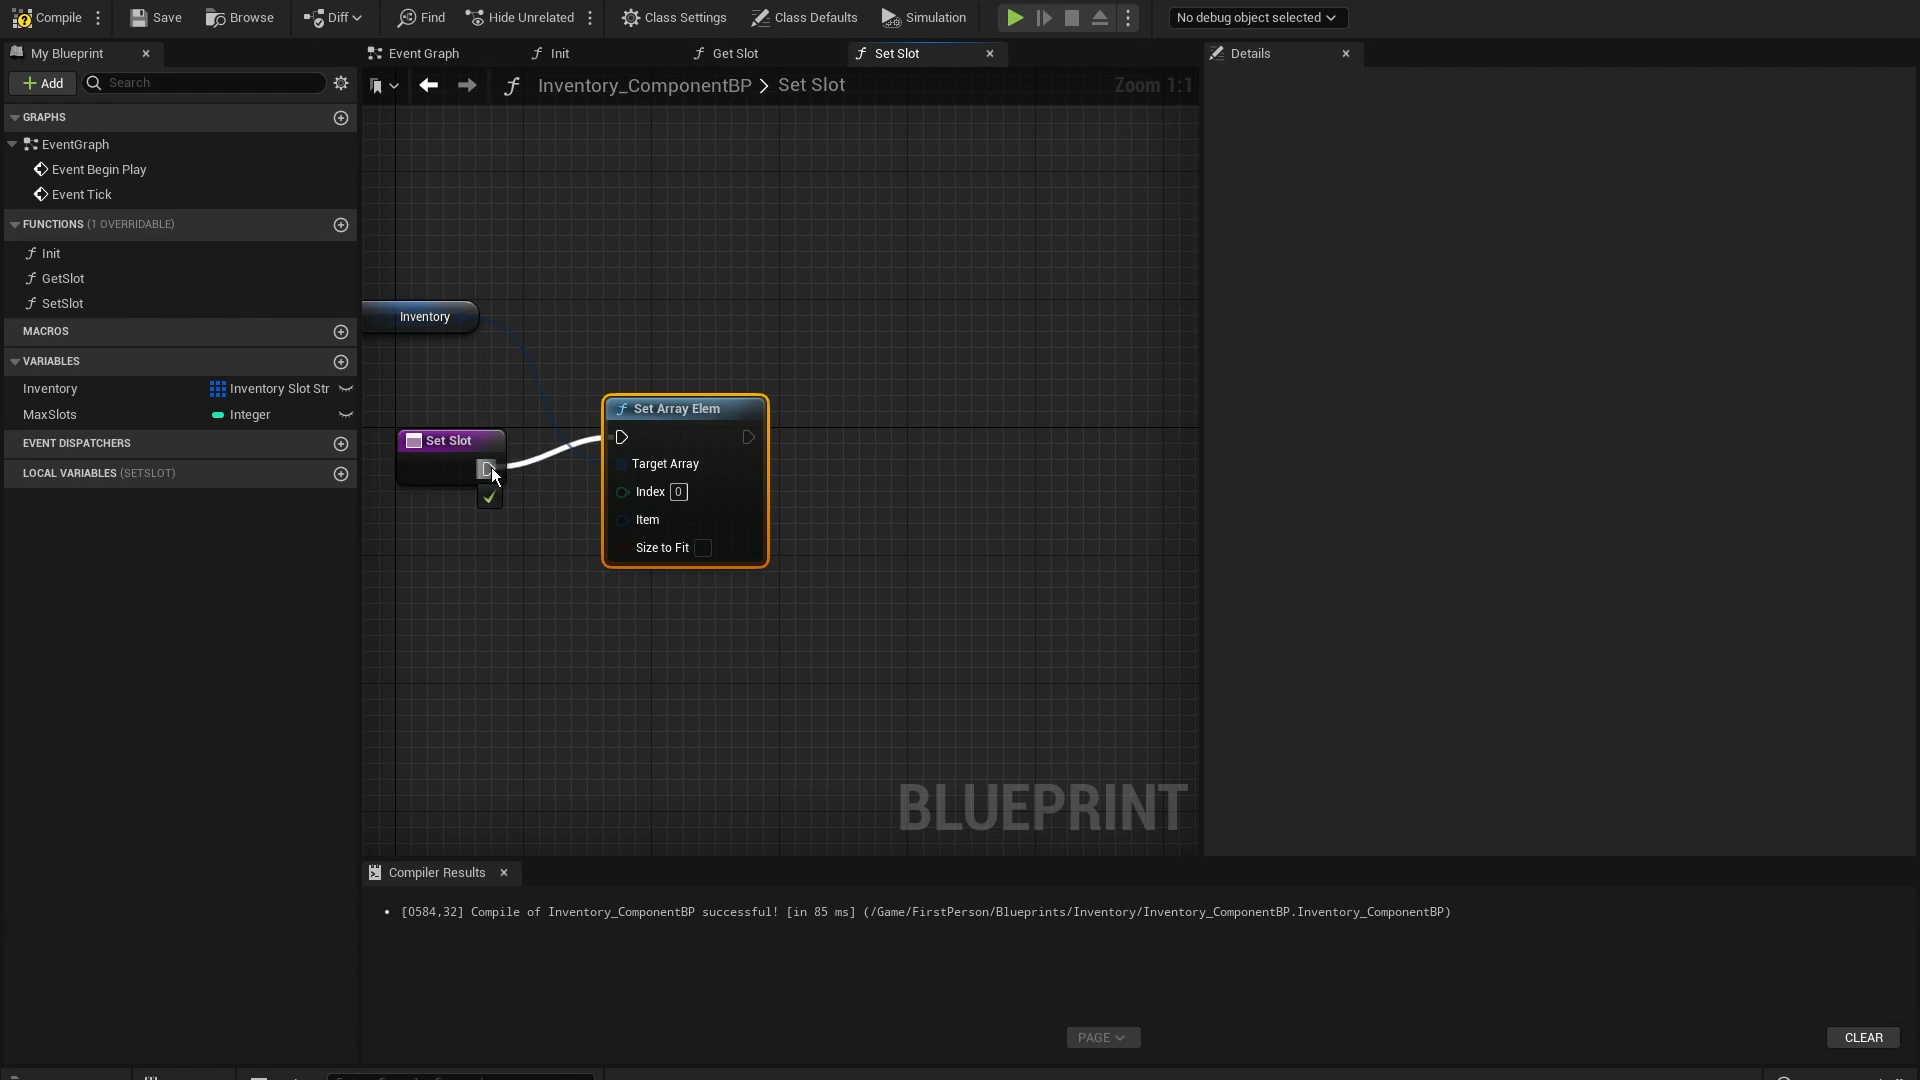 Compile
Save
Browse
Diff
Find
Hide Unrelated
Class Settings
Class Defaults
Simulation
No debug object selected
My Blueprint
Event Graph
Init
Get Slot
Set Slot
Details
Add
Search
Inventory_ComponentBP > Set Slot
Zoom 1:1
GRAPHS
EventGraph
Event Begin Play
Event Tick
FUNCTIONS (1 OVERRIDABLE)
Init
GetSlot
SetSlot
MACROS
VARIABLES
Inventory
Inventory Slot Str
MaxSlots
Integer
EVENT DISPATCHERS
LOCAL VARIABLES (SETSLOT)
Inventory
Set Slot
Set Array Elem
Target Array
Index 0
Item
Size to Fit
BLUEPRINT
Compiler Results
[0584,32] Compile of Inventory_ComponentBP successful! [in 85 ms] (/Game/FirstPerson/Blueprints/Inventory/Inventory_ComponentBP.Inventory_ComponentBP)
PAGE
CLEAR